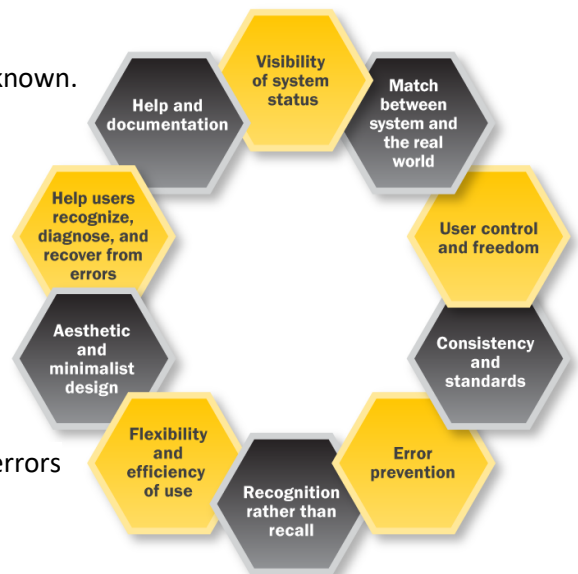 known.
errors
Visibility
of system
status
Match
between
system and
the real
world
User control
and freedom
Consistency
and
standards
Error
prevention
Recognition
rather than
recall
Flexibility
and
efficiency
of use
Aesthetic
and
minimalist
design
Help users
recognize,
diagnose, and
recover from
errors
Help and
documentation